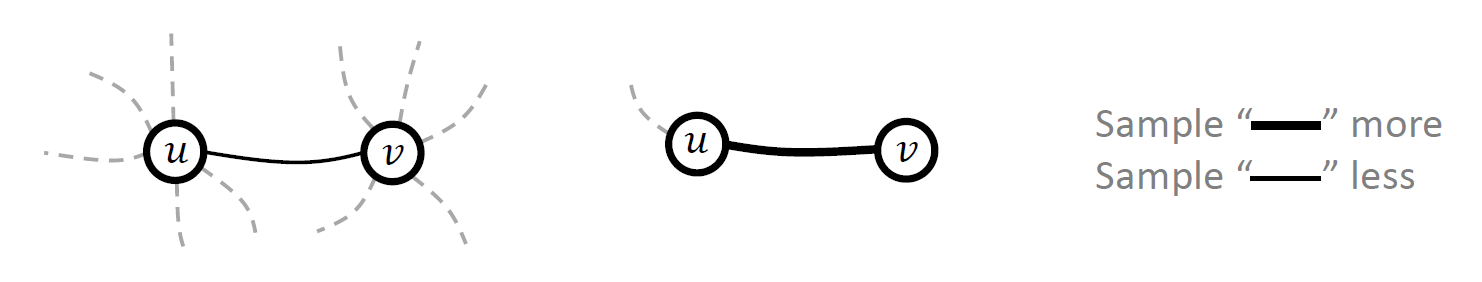 u v u v
Sample “ ” more
Sample “ ” less